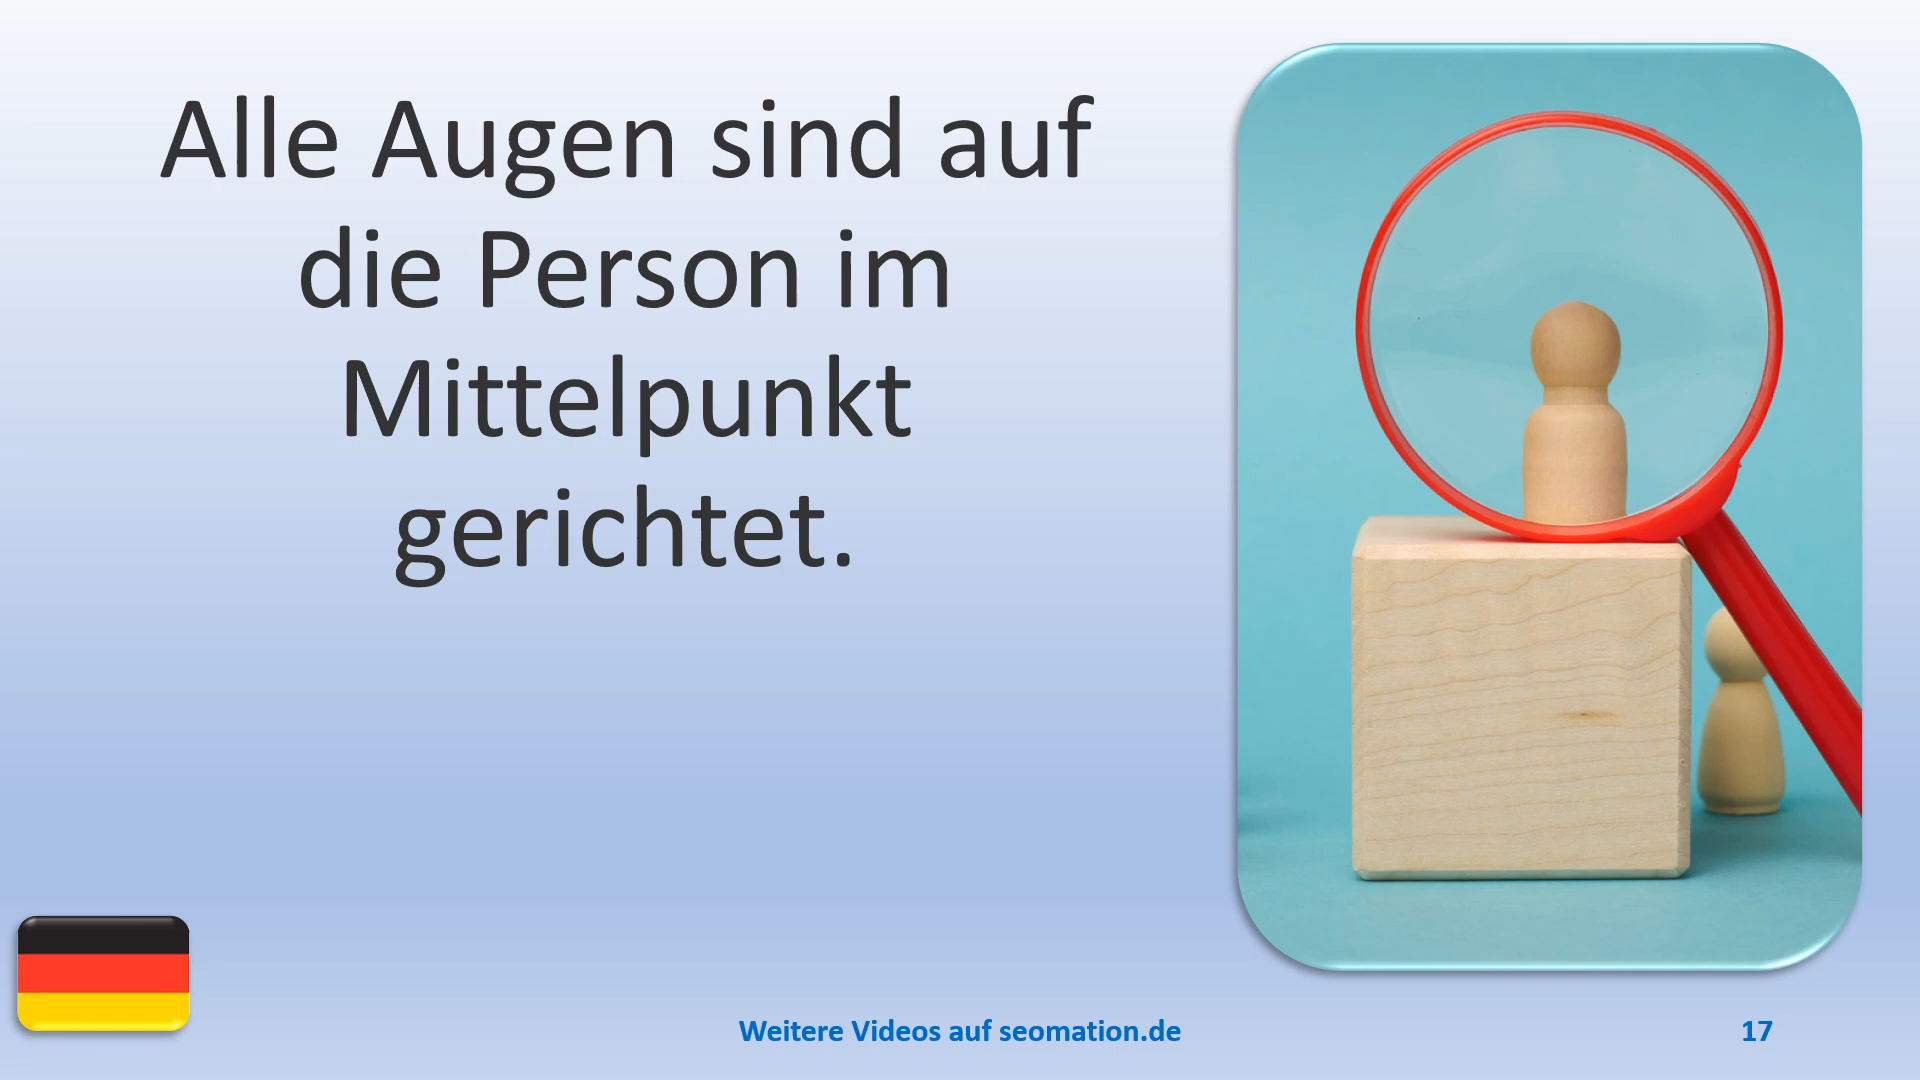 Alle Augen sind auf
die Person im
Mittelpunkt
gerichtet.
Weitere Videos auf seomation.de
17